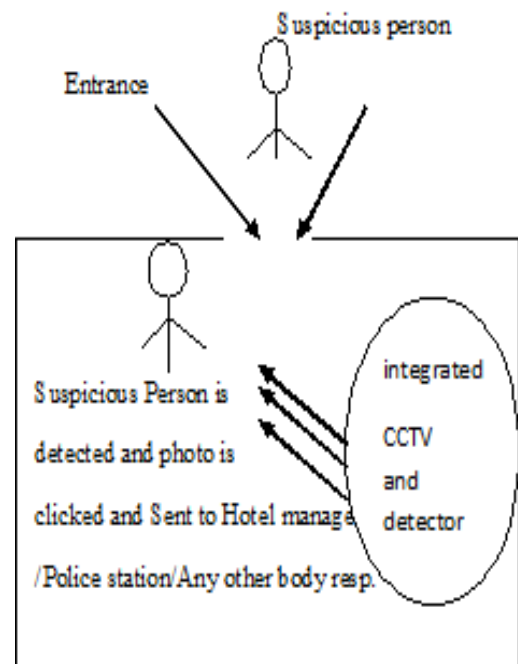 Suspicious person
Entrance
Suspicious Person is
detected and photo is
clicked and Sent to Hotel manage
/Police station/Any other body resp.
integrated
CCTV
and
detector